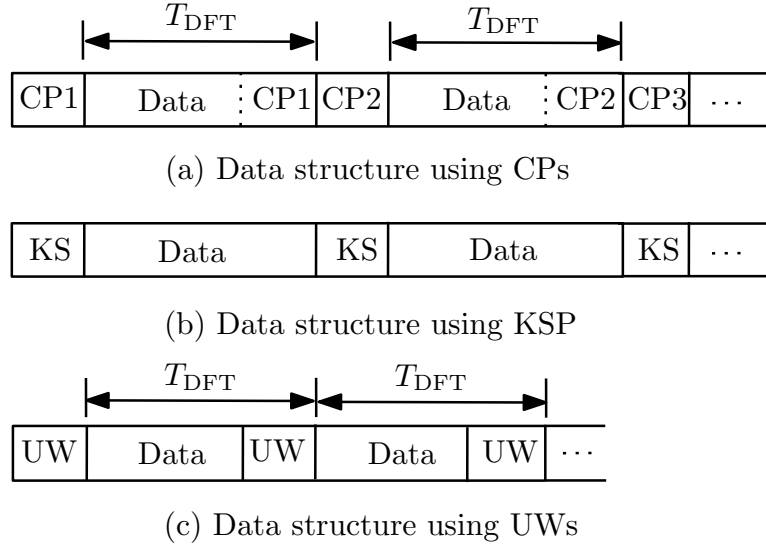 T_DFT T_DFT
CP1 Data CP1 CP2 Data CP2 CP3 ···
(a) Data structure using CPs
KS Data KS Data KS ···
(b) Data structure using KSP
T_DFT T_DFT
UW Data UW Data UW ···
(c) Data structure using UWs